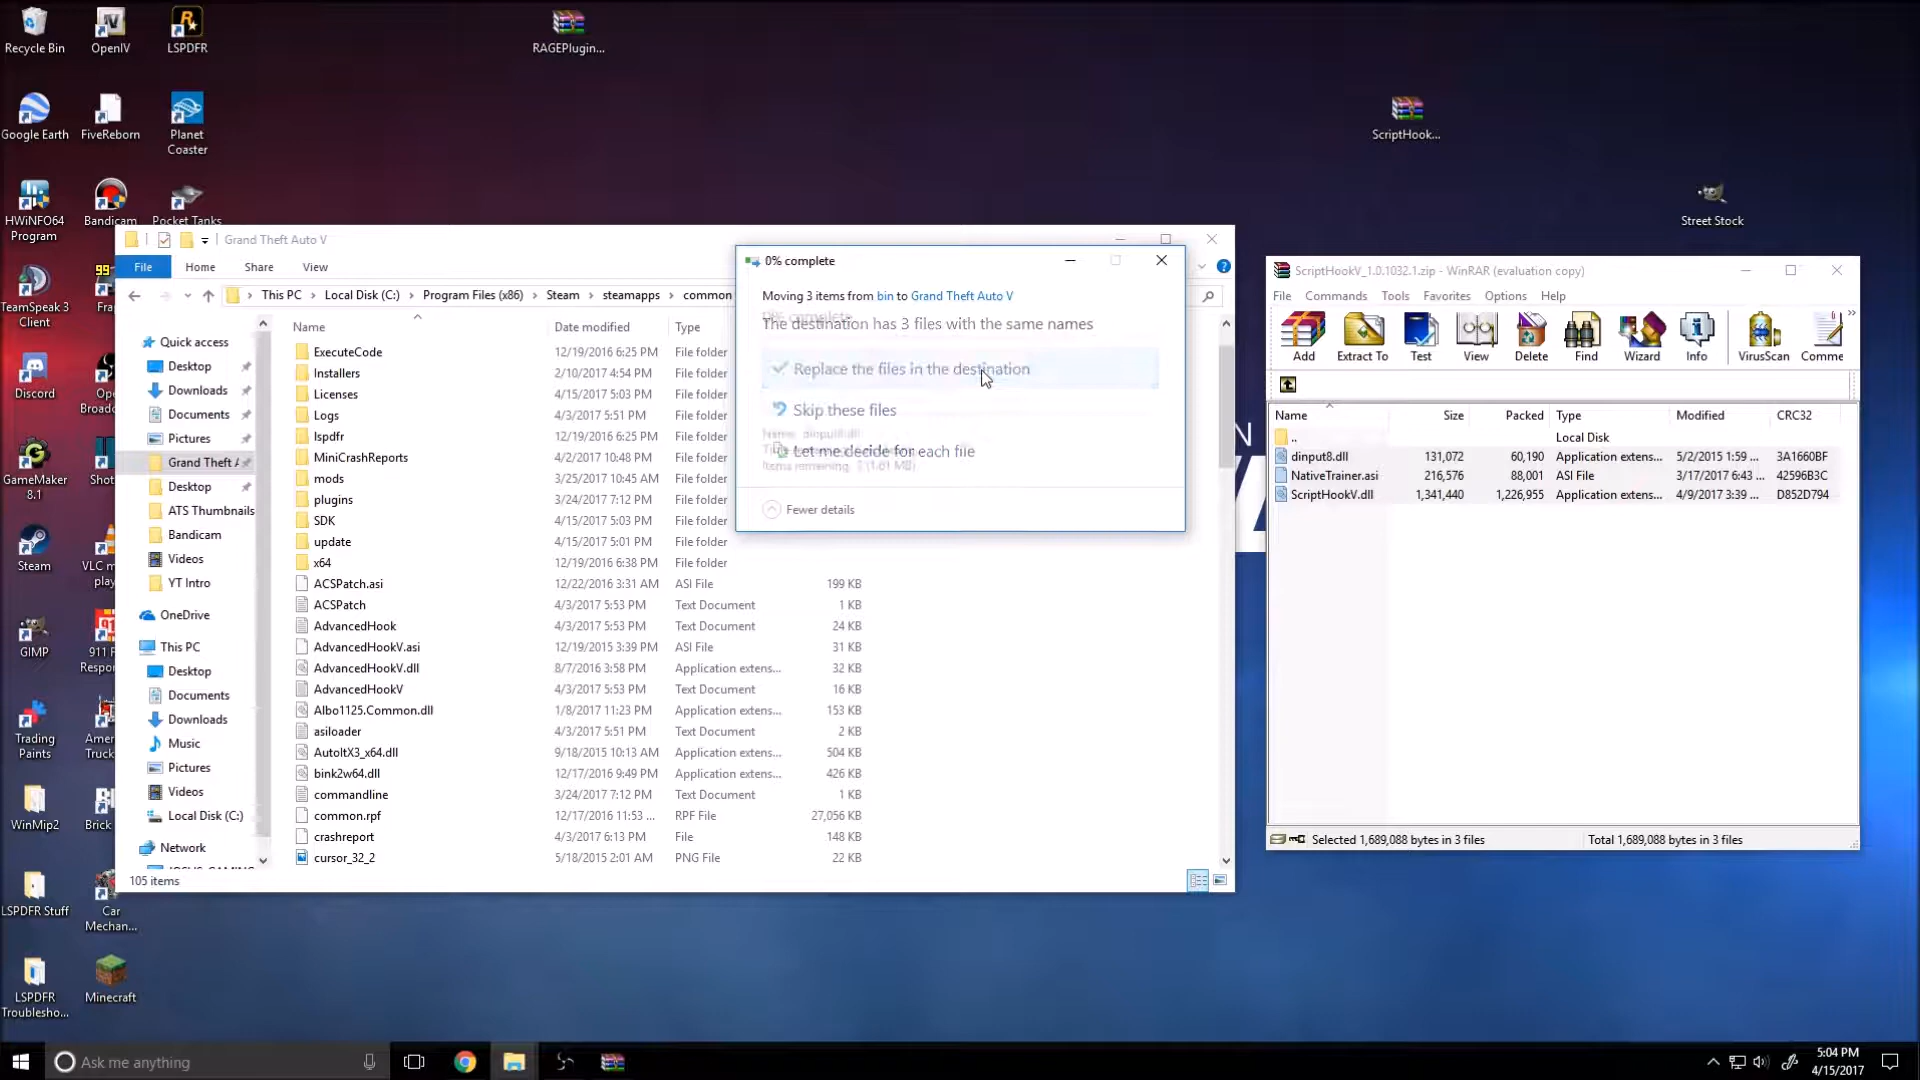 Recycle Bin
OpenIV
LSPDFR
RAGEPlugin...
Google Earth
FiveReborn
Planet
Coaster
ScriptHook...
HWiNFO64
Program
Bandicam
Pocket Tanks
Street Stock
TeamSpeak 3
Client
Discord
GameMaker
8.1
Steam
VLC m
play
GIMP
911 F
Respon
Trading
Paints
Amer
Truck
WinMip2
Brick
LSPDFR Stuff
Car
Mechan...
LSPDFR
Troublesho...
Minecraft
Grand Theft Auto V
File
Home
Share
View
This PC
Local Disk (C:)
Program Files (x86)
Steam
steamapps
common
Quick access
Desktop
Downloads
Documents
Pictures
Grand Theft A
Desktop
ATS Thumbnails
Bandicam
Videos
YT Intro
OneDrive
This PC
Desktop
Documents
Downloads
Music
Pictures
Videos
Local Disk (C:)
Network
Name Date modified Type
ExecuteCode 12/19/2016 6:25 PM File folder
Installers 2/10/2017 4:54 PM File folder
Licenses 4/15/2017 5:03 PM File folder
Logs 4/3/2017 5:51 PM File folder
lspdfr 12/19/2016 6:25 PM File folder
MiniCrashReports 4/2/2017 10:48 PM File folder
mods 3/25/2017 10:45 AM File folder
plugins 3/24/2017 7:12 PM File folder
SDK 4/15/2017 5:03 PM File folder
update 4/15/2017 5:01 PM File folder
x64 12/19/2016 6:38 PM File folder
ACSPatch.asi 12/22/2016 3:31 AM ASI File 199 KB
ACSPatch 4/3/2017 5:53 PM Text Document 1 KB
AdvancedHook 4/3/2017 5:53 PM Text Document 24 KB
AdvancedHookV.asi 12/19/2015 3:39 PM ASI File 31 KB
AdvancedHookV.dll 8/7/2016 3:58 PM Application extens... 32 KB
AdvancedHookV 4/3/2017 5:53 PM Text Document 16 KB
Albo1125.Common.dll 1/8/2017 11:23 PM Application extens... 153 KB
asiloader 4/3/2017 5:51 PM Text Document 2 KB
AutoItX3_x64.dll 9/18/2015 10:13 AM Application extens... 504 KB
bink2w64.dll 12/17/2016 9:49 PM Application extens... 426 KB
commandline 3/24/2017 7:12 PM Text Document 1 KB
common.rpf 12/17/2016 11:53 ... RPF File 27,056 KB
crashreport 4/3/2017 6:13 PM File 148 KB
cursor_32_2 5/18/2015 2:01 AM PNG File 22 KB
105 items
0% complete
Moving 3 items from bin to Grand Theft Auto V
The destination has 3 files with the same names
Replace the files in the destination
Skip these files
Let me decide for each file
Fewer details
ScriptHookV_1.0.1032.1.zip - WinRAR (evaluation copy)
File Commands Tools Favorites Options Help
Add Extract To Test View Delete Find Wizard Info VirusScan Comme
Name Size Packed Type Modified CRC32
.. Local Disk
dinput8.dll 131,072 60,190 Application extens... 5/2/2015 1:59 ... 3A1660BF
NativeTrainer.asi 216,576 88,001 ASI File 3/17/2017 6:43 ... 42596B3C
ScriptHookV.dll 1,341,440 1,226,955 Application extens... 4/9/2017 3:39 ... D852D794
Selected 1,689,088 bytes in 3 files
Total 1,689,088 bytes in 3 files
Ask me anything
5:04 PM
4/15/2017